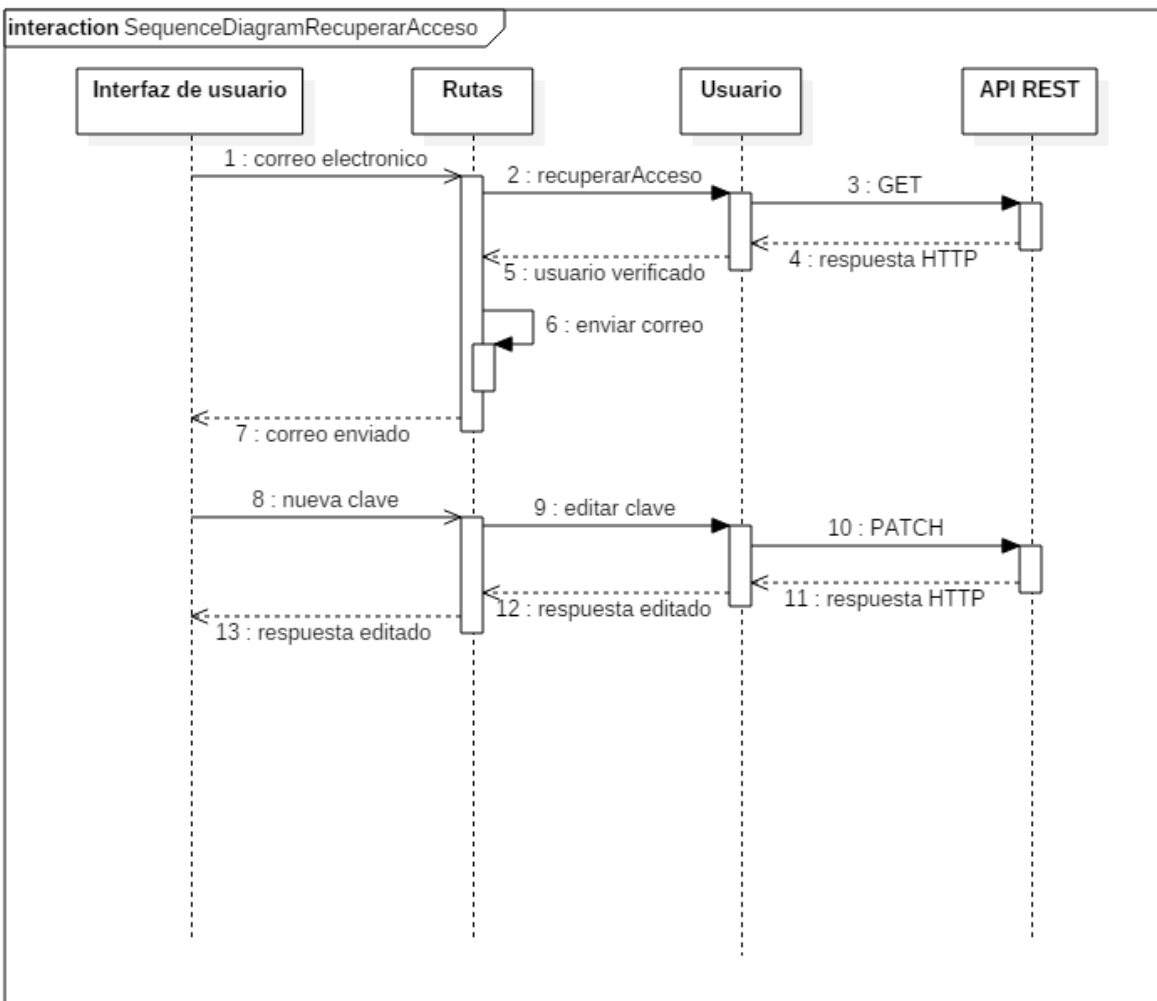 interaction SequenceDiagramRecuperarAcceso
Interfaz de usuario
Rutas
Usuario
API REST
1 : correo electronico
2 : recuperarAcceso
3 : GET
4 : respuesta HTTP
5 : usuario verificado
6 : enviar correo
7 : correo enviado
8 : nueva clave
9 : editar clave
10 : PATCH
11 : respuesta HTTP
12 : respuesta editado
13 : respuesta editado